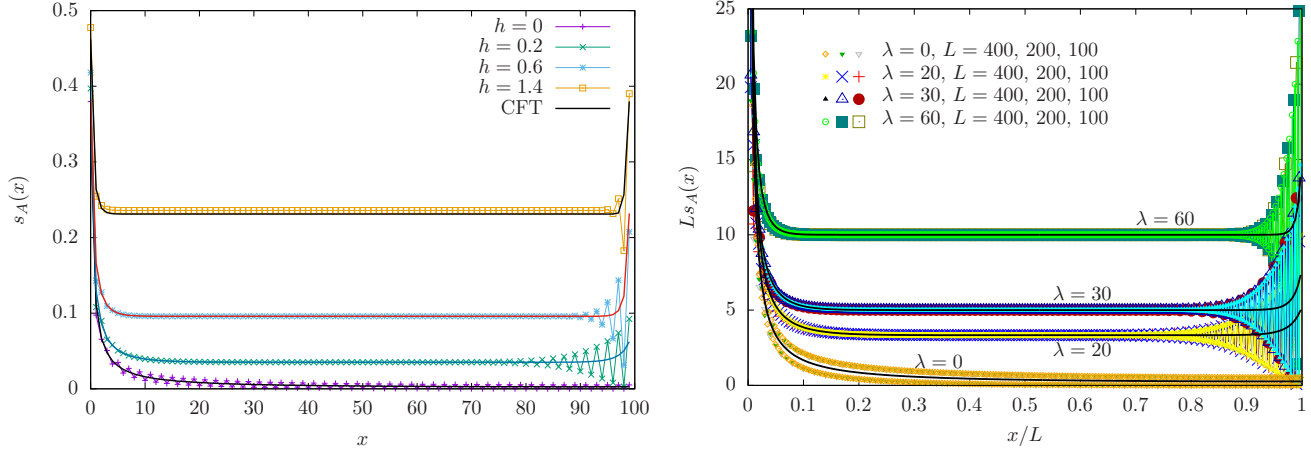 0.5
0.4
0.3
0.2
0.1
0
s_A(x)
0 10 20 30 40 50 60 70 80 90 100
x
h = 0
h = 0.2
h = 0.6
h = 1.4
CFT
25
20
15
10
5
0
Ls_A(x)
0 0.1 0.2 0.3 0.4 0.5 0.6 0.7 0.8 0.9 1
x/L
λ = 0, L = 400, 200, 100
λ = 20, L = 400, 200, 100
λ = 30, L = 400, 200, 100
λ = 60, L = 400, 200, 100
λ = 60
λ = 30
λ = 20
λ = 0